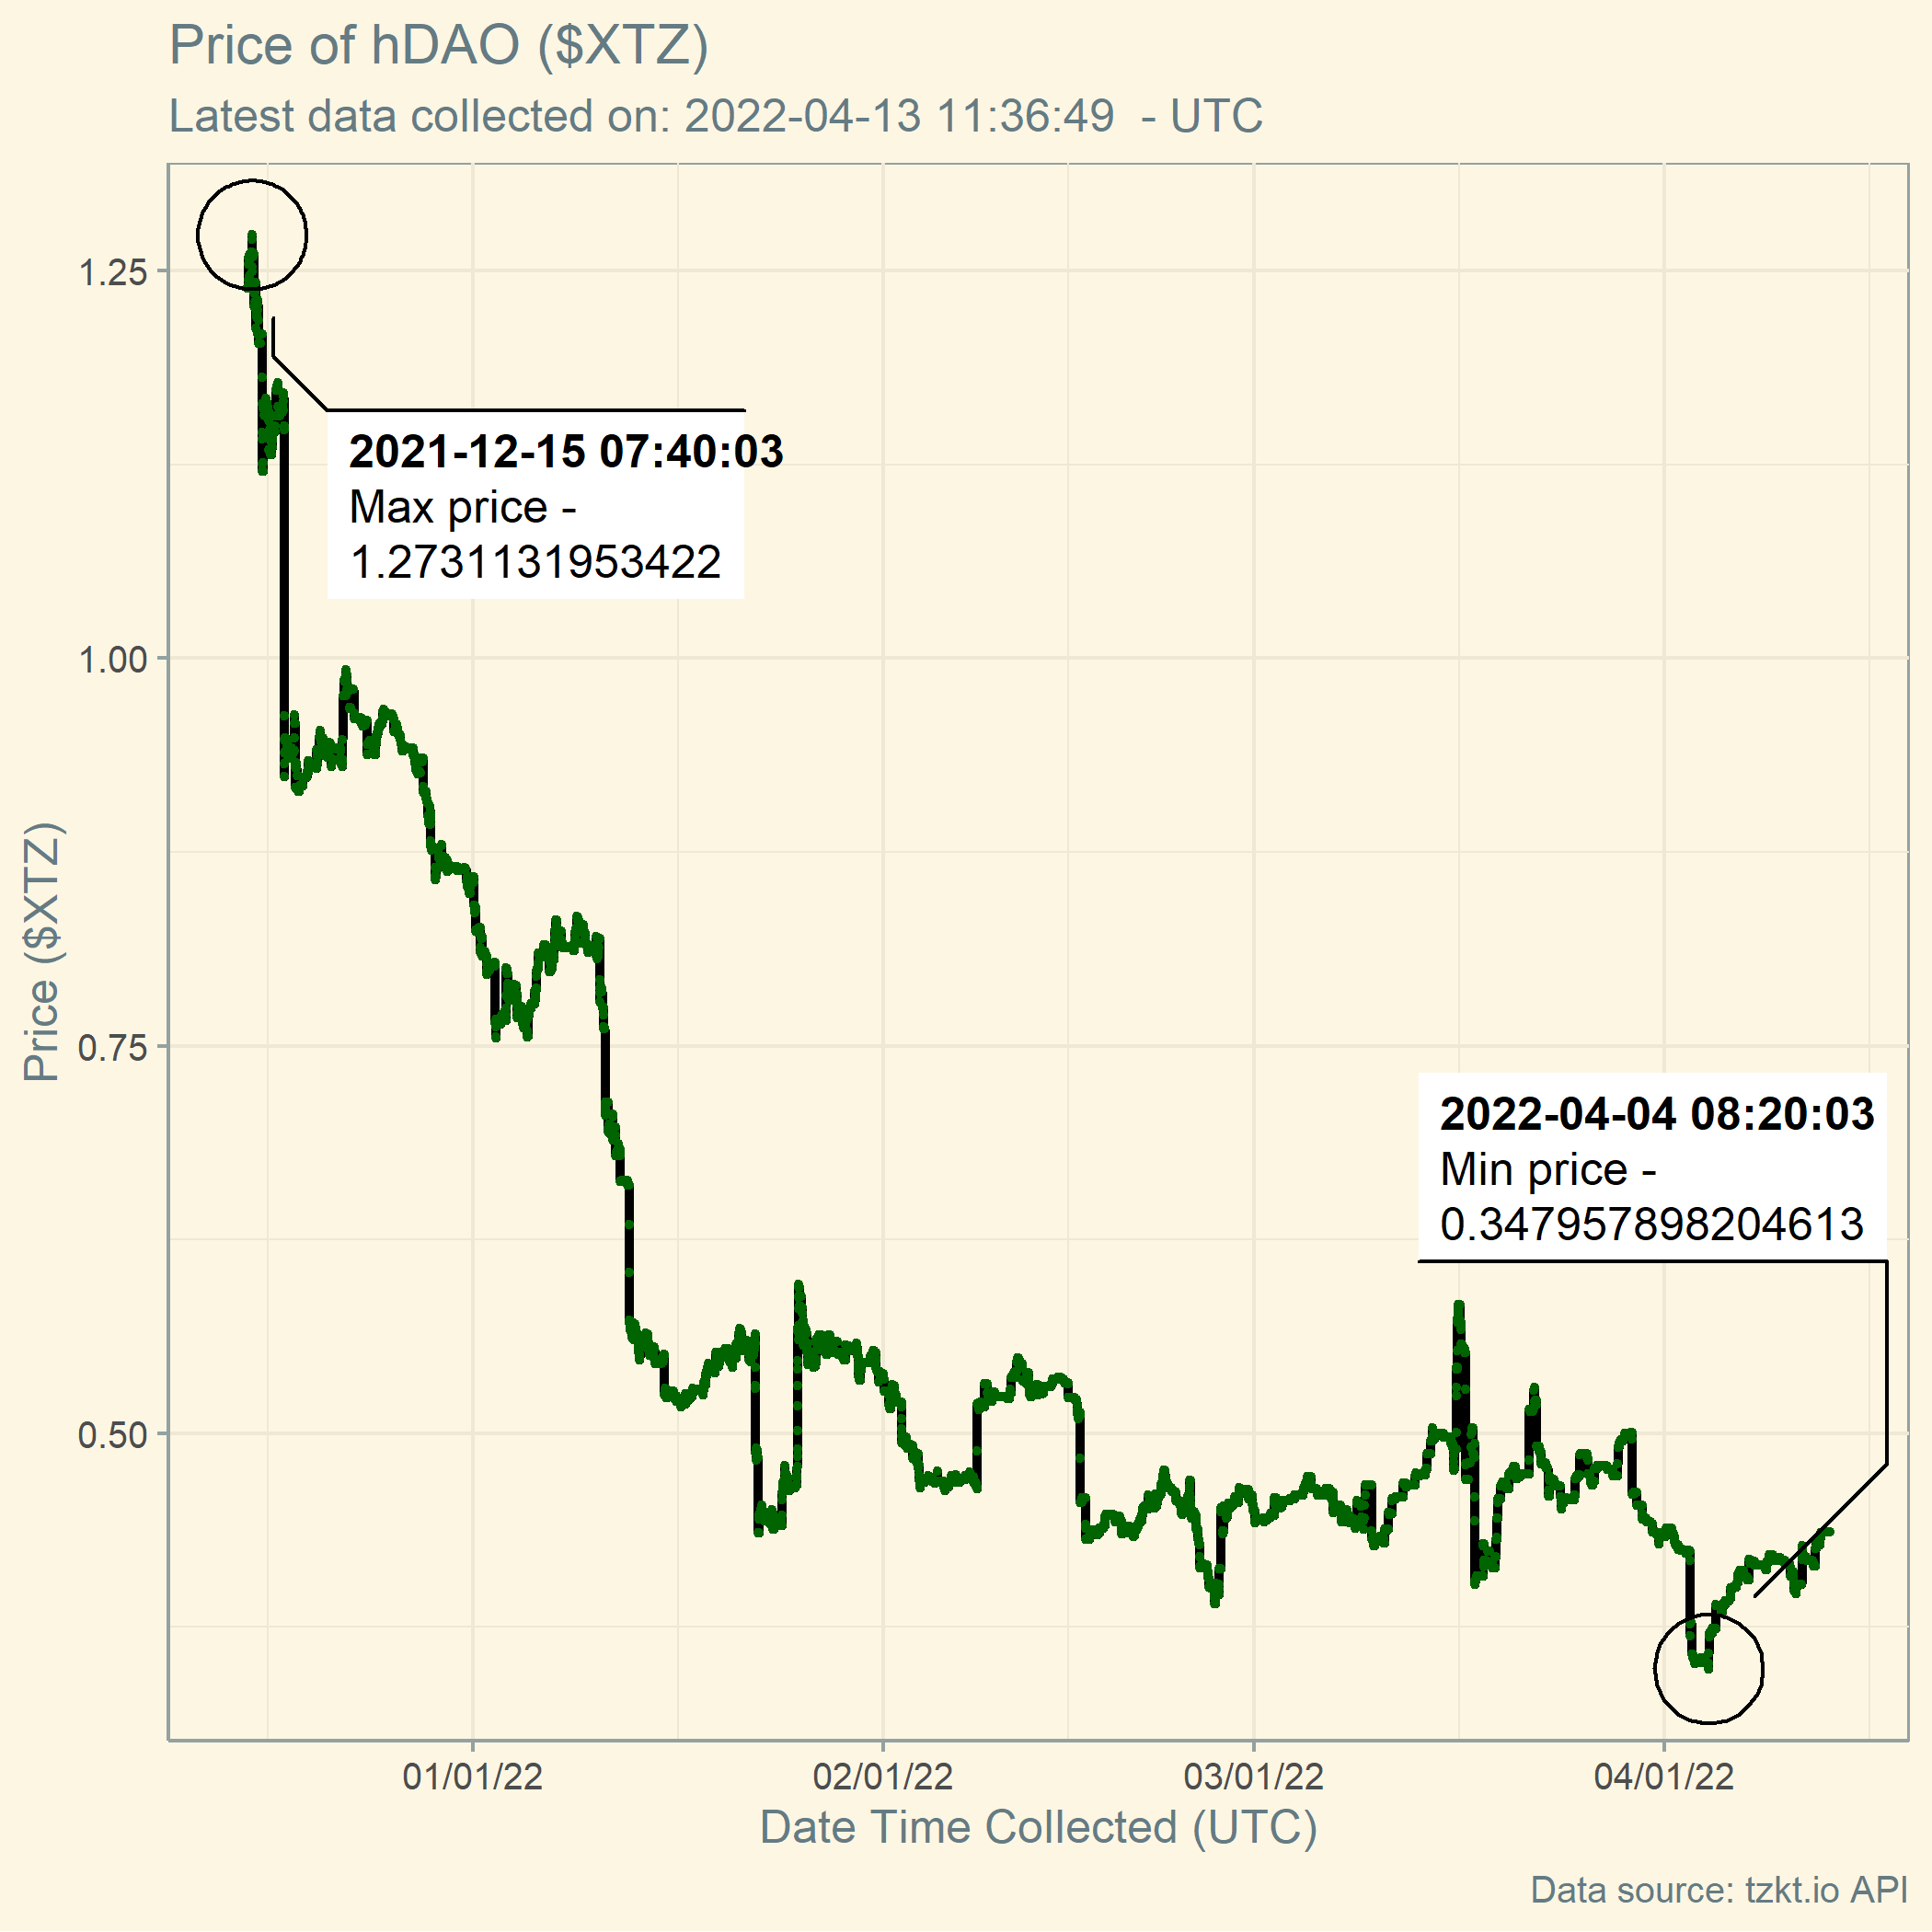 Price of hDAO ($XTZ)
Latest data collected on: 2022-04-13 11:36:49  - UTC
1.25
1.00
0.75
0.50
Price ($XTZ)
2021-12-15 07:40:03
Max price -
1.2731131953422
2022-04-04 08:20:03
Min price -
0.347957898204613
01/01/22
02/01/22
03/01/22
04/01/22
Date Time Collected (UTC)
Data source: tzkt.io API